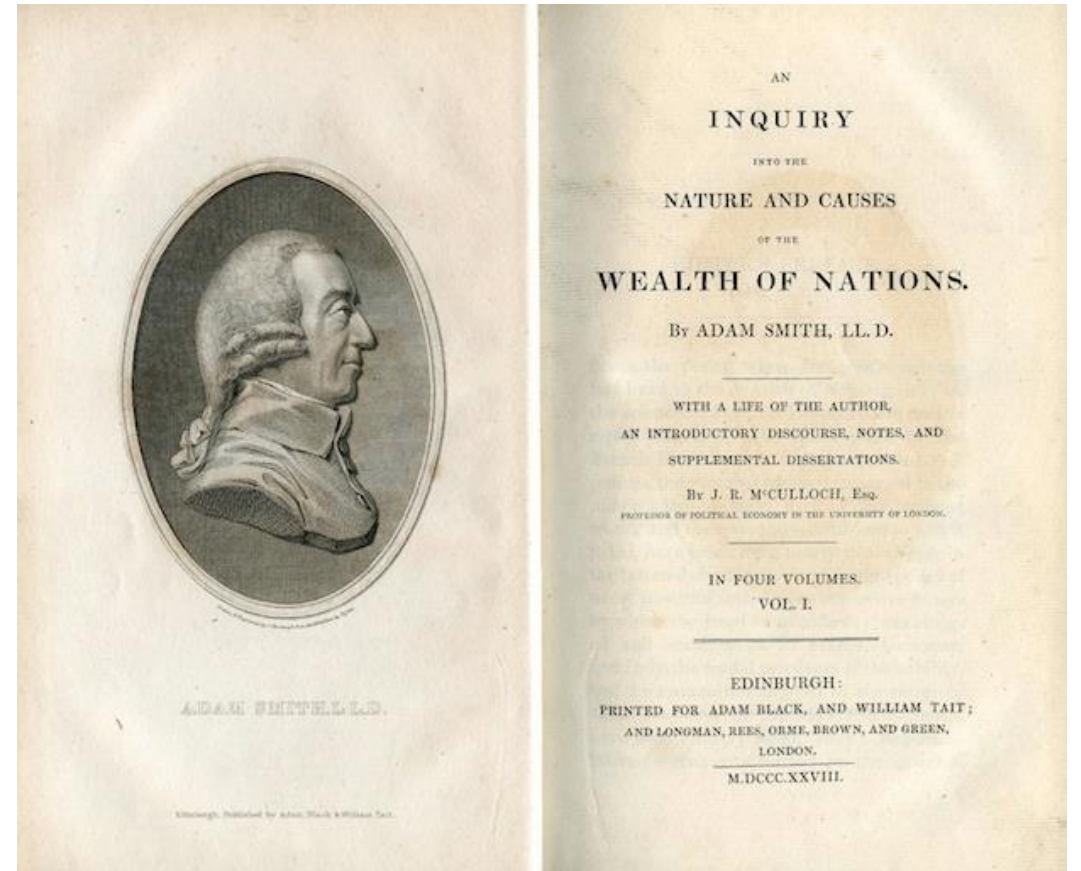 ADAM SMITH LL.D.
Edinburgh, Published by Adam Black & William Tait.
AN
INQUIRY
INTO THE
NATURE AND CAUSES
OF THE
WEALTH OF NATIONS.
By ADAM SMITH, LL. D.
WITH A LIFE OF THE AUTHOR,
AN INTRODUCTORY DISCOURSE, NOTES, AND
SUPPLEMENTAL DISSERTATIONS.
By J. R. McCULLOCH, Esq.
PROFESSOR OF POLITICAL ECONOMY IN THE UNIVERSITY OF LONDON.
IN FOUR VOLUMES.
VOL. I.
EDINBURGH:
PRINTED FOR ADAM BLACK, AND WILLIAM TAIT;
AND LONGMAN, REES, ORME, BROWN, AND GREEN,
LONDON.
M.DCCC.XXVIII.